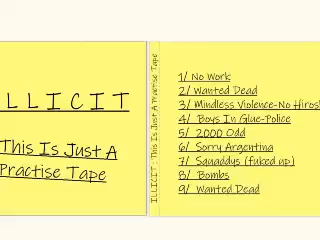 ILLICIT
This Is Just A
Practise Tape
ILLICIT : This Is Just A Practise Tape
1/ No Work
2/ Wanted Dead
3/ Mindless Violence-No Hiros
4/ Boys In Glue-Police
5/ 2000 Odd
6/ Sorry Argentina
7/ Squaddys (fuked up)
8/ Bombs
9/ Wanted Dead